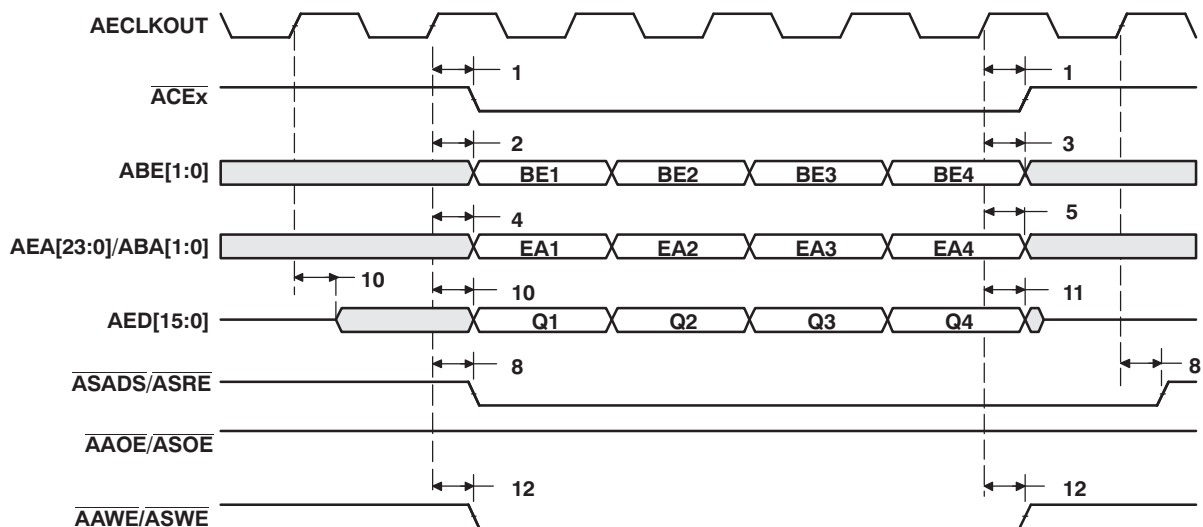 AECLKOUT
1 1
ACEx
2 3
ABE[1:0] BE1 BE2 BE3 BE4
4 5
AEA[23:0]/ABA[1:0] EA1 EA2 EA3 EA4
10 10 11
AED[15:0] Q1 Q2 Q3 Q4
8 8
ASADS/ASRE
AAOE/ASOE
12 12
AAWE/ASWE